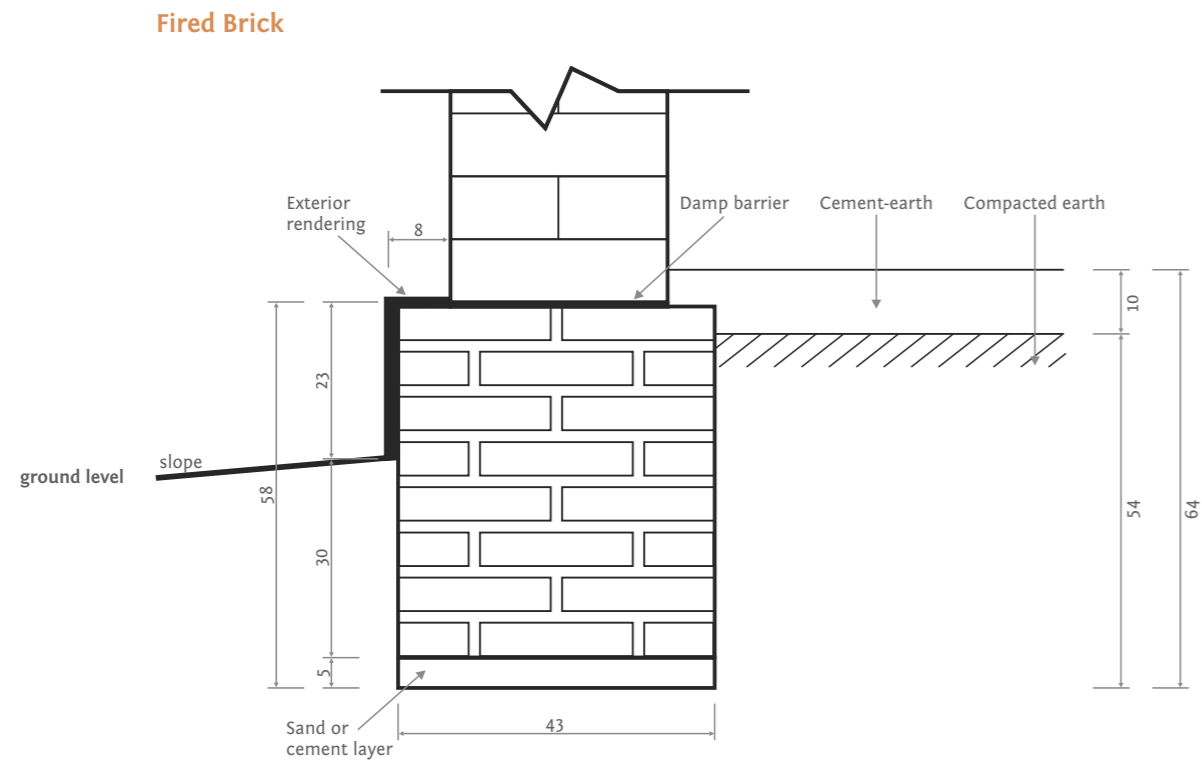 Fired Brick
Exterior
rendering
8
Damp barrier
Cement-earth
Compacted earth
10
23
slope
ground level
58
30
54
64
5
Sand or
cement layer
43